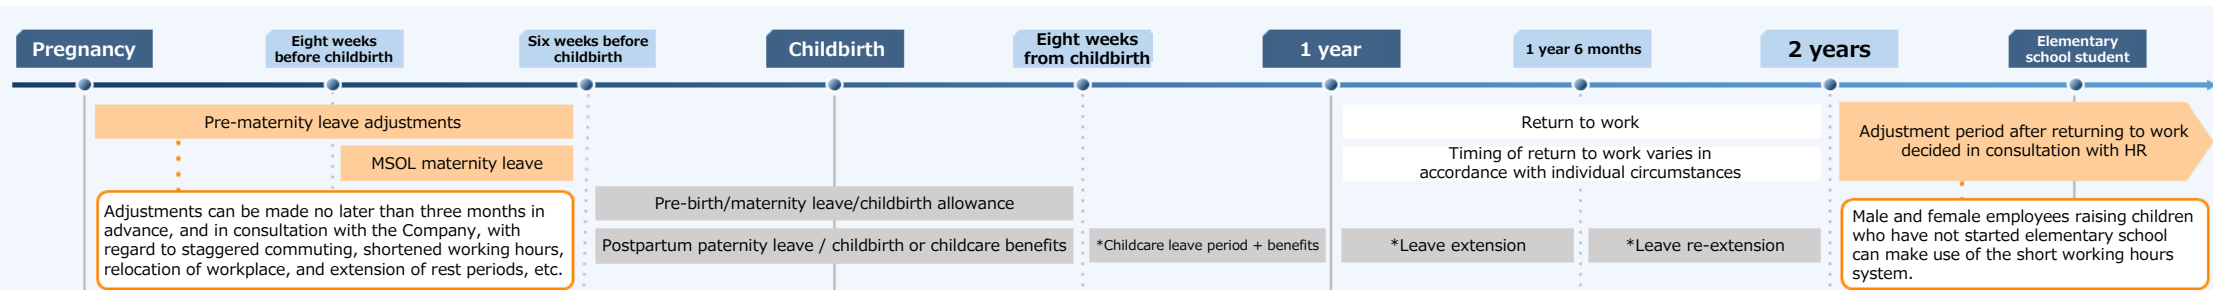 Pregnancy
Eight weeks
before childbirth
Six weeks before
childbirth
Childbirth
Eight weeks
from childbirth
1 year
1 year 6 months
2 years
Elementary
school student
Pre-maternity leave adjustments
MSOL maternity leave
Adjustments can be made no later than three months in
advance, and in consultation with the Company, with
regard to staggered commuting, shortened working hours,
relocation of workplace, and extension of rest periods, etc.
Pre-birth/maternity leave/childbirth allowance
Postpartum paternity leave / childbirth or childcare benefits
*Childcare leave period + benefits
Return to work
Timing of return to work varies in
accordance with individual circumstances
*Leave extension
*Leave re-extension
Adjustment period after returning to work
decided in consultation with HR
Male and female employees raising children
who have not started elementary school
can make use of the short working hours
system.